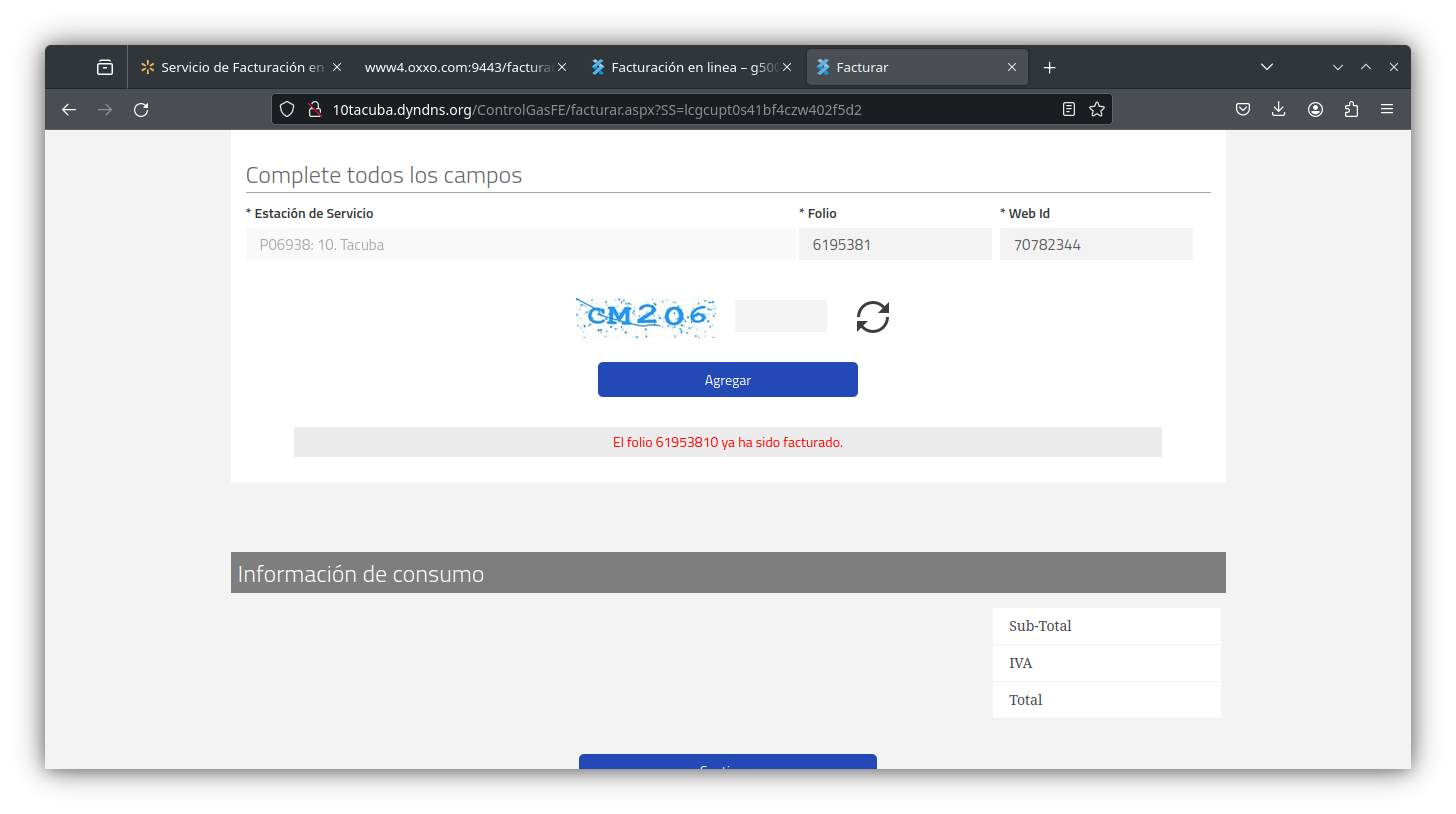 Servicio de Facturación en
www4.oxxo.com:9443/factura
Facturación en linea – g500
Facturar
10tacuba.dyndns.org/ControlGasFE/facturar.aspx?SS=lcgcupt0s41bf4czw402f5d2
Complete todos los campos
* Estación de Servicio
* Folio
* Web Id
P06938: 10. Tacuba
6195381
70782344
CM206
Agregar
El folio 61953810 ya ha sido facturado.
Información de consumo
Sub-Total
IVA
Total